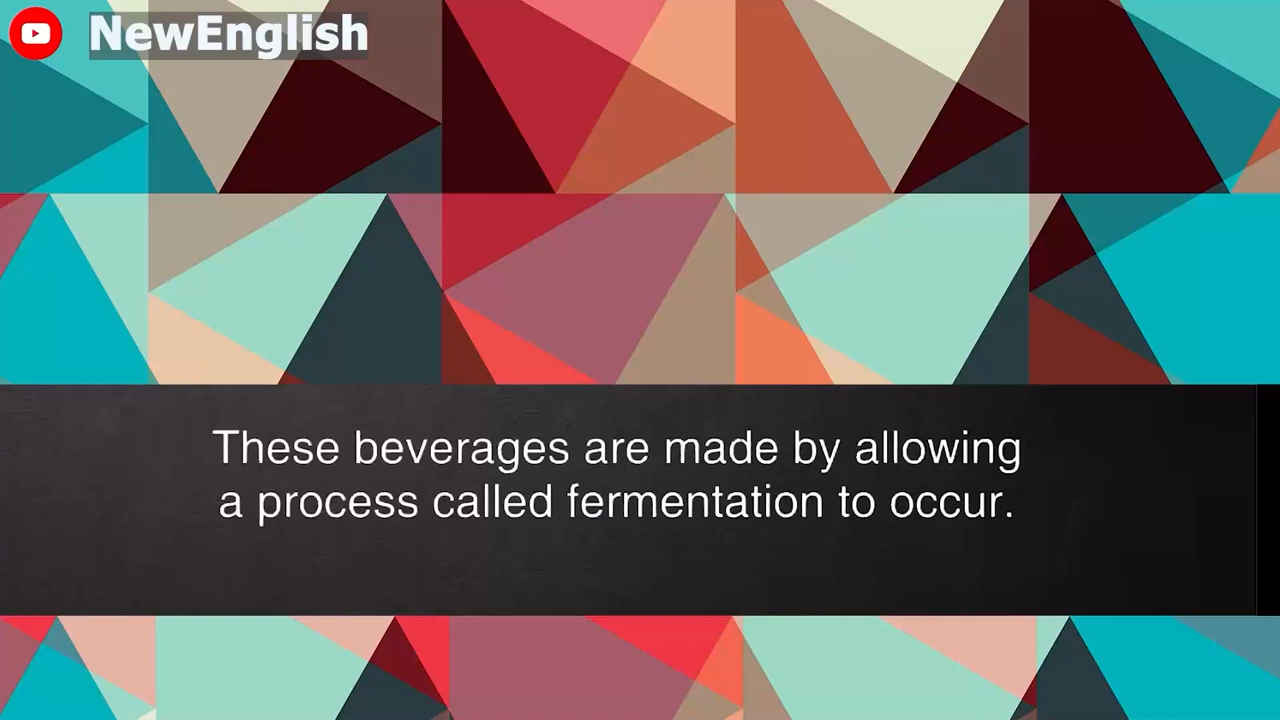 NewEnglish
These beverages are made by allowing
a process called fermentation to occur.